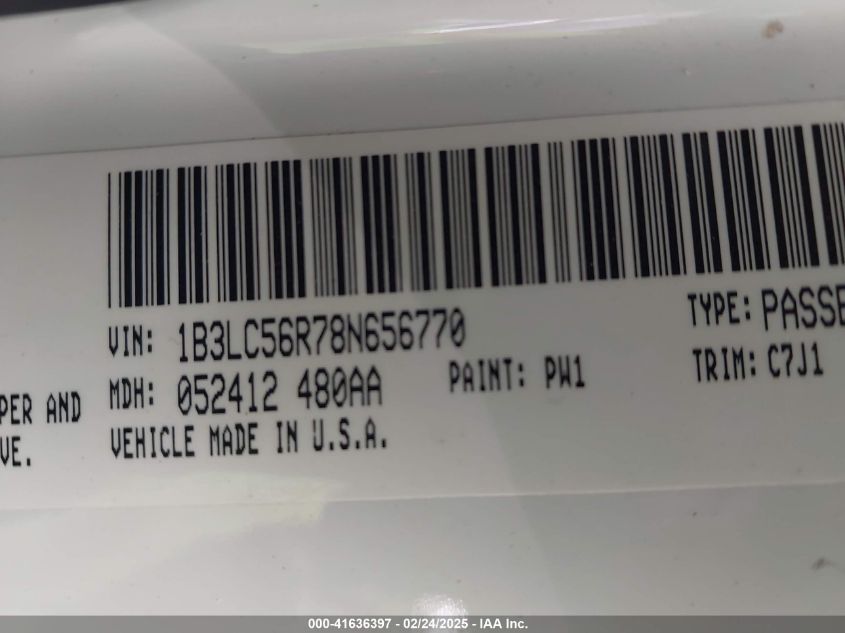 VIN: 1B3LC56R78N656770
TYPE: PASSE
MDH: 052412 480AA
PAINT: PW1
TRIM: C7J1
PER AND
VE.
VEHICLE MADE IN U.S.A.
000-41636397 - 02/24/2025 - IAA Inc.